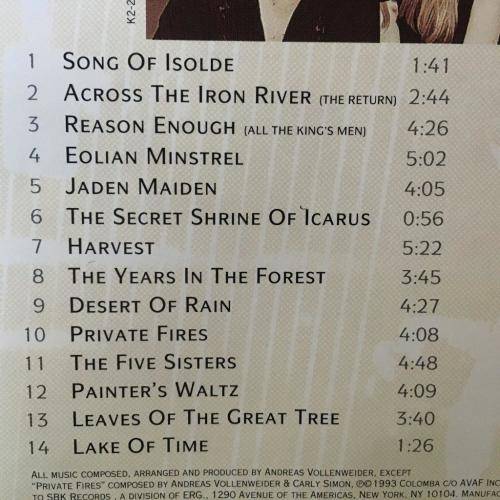 K2-2
1 SONG OF ISOLDE 1:41
2 ACROSS THE IRON RIVER (THE RETURN) 2:44
3 REASON ENOUGH (ALL THE KING'S MEN) 4:26
4 EOLIAN MINSTREL 5:02
5 JADEN MAIDEN 4:05
6 THE SECRET SHRINE OF ICARUS 0:56
7 HARVEST 5:22
8 THE YEARS IN THE FOREST 3:45
9 DESERT OF RAIN 4:27
10 PRIVATE FIRES 4:08
11 THE FIVE SISTERS 4:48
12 PAINTER'S WALTZ 4:09
13 LEAVES OF THE GREAT TREE 3:40
14 LAKE OF TIME 1:26
ALL MUSIC COMPOSED, ARRANGED AND PRODUCED BY ANDREAS VOLLENWEIDER, EXCEPT
"PRIVATE FIRES" COMPOSED BY ANDREAS VOLLENWEIDER & CARLY SIMON, ℗©1993 COLOMBA C/O AVAF INC
TO SBK RECORDS , A DIVISION OF ERG., 1290 AVENUE OF THE AMERICAS, NEW YORK, NY 10104. MANUFAC